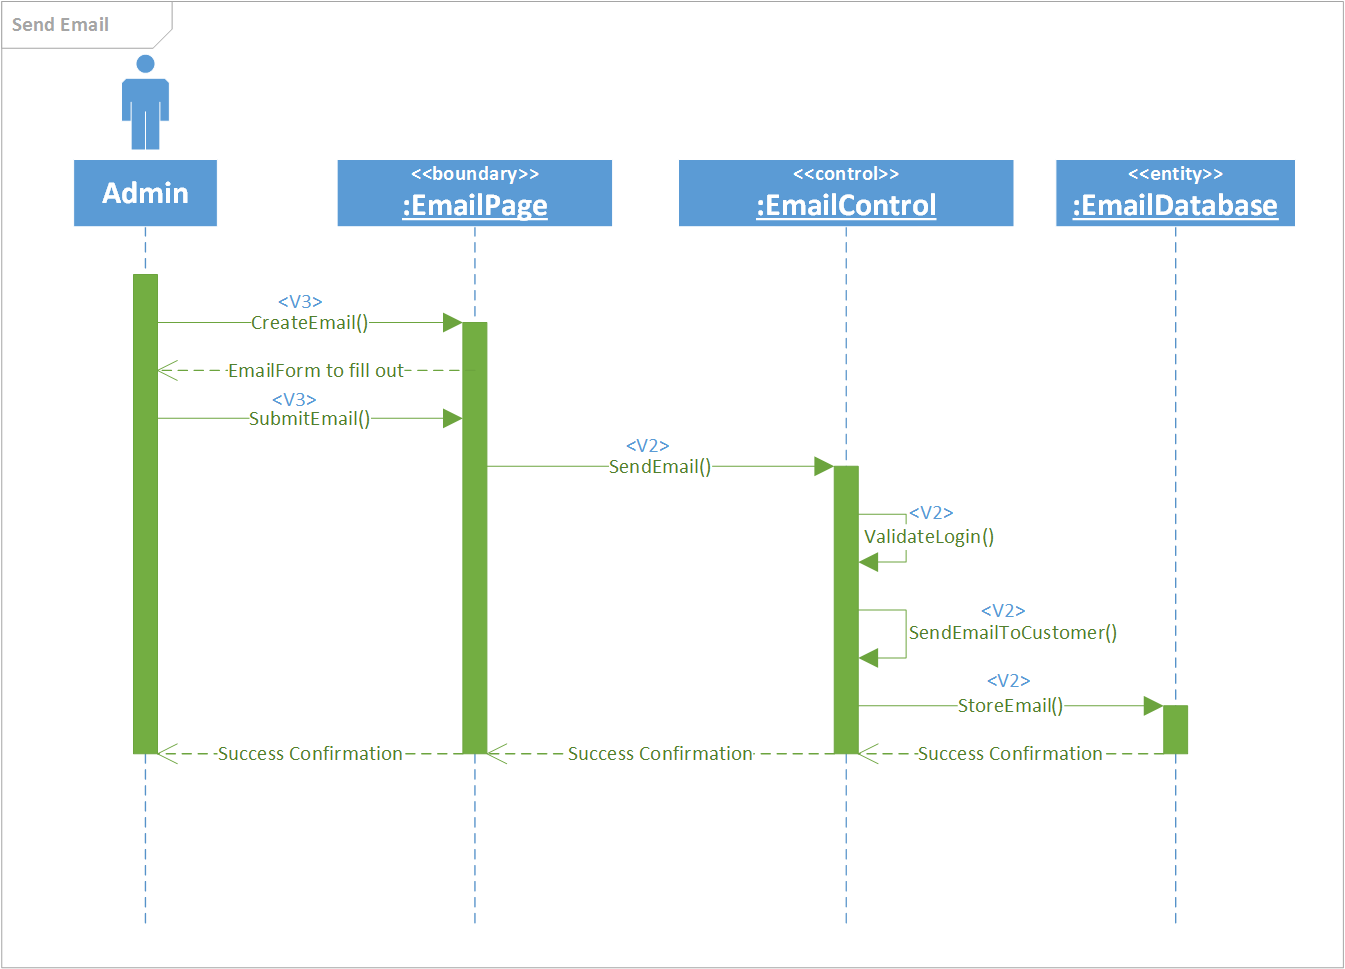 Send Email
Admin
<<boundary>>
:EmailPage
<<control>>
:EmailControl
<<entity>>
:EmailDatabase
<V3>
CreateEmail()
EmailForm to fill out
<V3>
SubmitEmail()
<V2>
SendEmail()
<V2>
ValidateLogin()
<V2>
SendEmailToCustomer()
<V2>
StoreEmail()
Success Confirmation
Success Confirmation
Success Confirmation